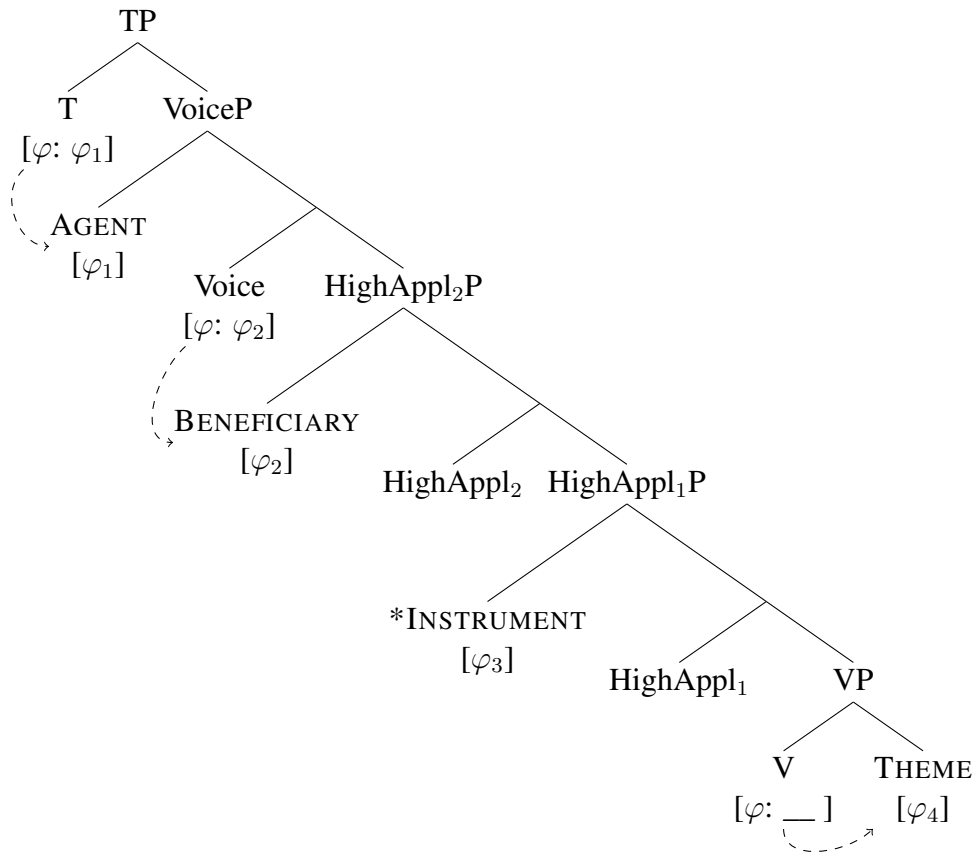 TP
T VoiceP
[φ: φ₁]
AGENT
[φ₁]
Voice HighAppl₂P
[φ: φ₂]
BENEFICIARY
[φ₂]
HighAppl₂ HighAppl₁P
*INSTRUMENT
[φ₃]
HighAppl₁ VP
V THEME
[φ: __ ] [φ₄]